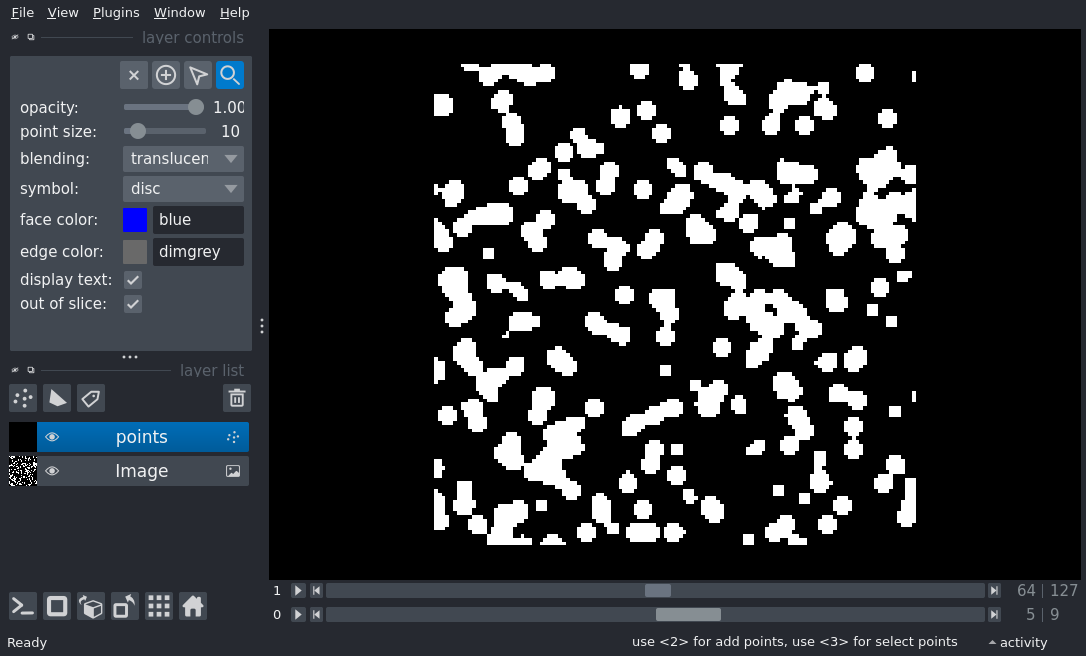 File View Plugins Window Help
layer controls
opacity: 1.00
point size: 10
blending: translucen
symbol: disc
face color: blue
edge color: dimgrey
display text:
out of slice:
layer list
points
Image
1 64 | 127
0 5 | 9
Ready use <2> for add points, use <3> for select points activity